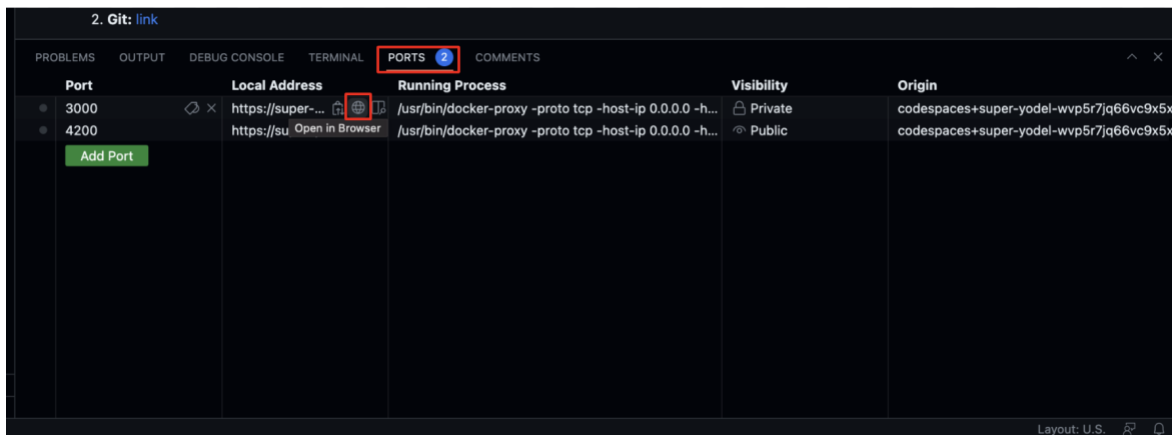 2. Git: link
PROBLEMS OUTPUT DEBUG CONSOLE TERMINAL PORTS 2 COMMENTS
Port Local Address Running Process Visibility Origin
3000 https://super-... /usr/bin/docker-proxy -proto tcp -host-ip 0.0.0.0 -h... Private codespaces+super-yodel-wvp5r7jq66vc9x5x
4200 https://su Open in Browser /usr/bin/docker-proxy -proto tcp -host-ip 0.0.0.0 -h... Public codespaces+super-yodel-wvp5r7jq66vc9x5x
Add Port
Layout: U.S.